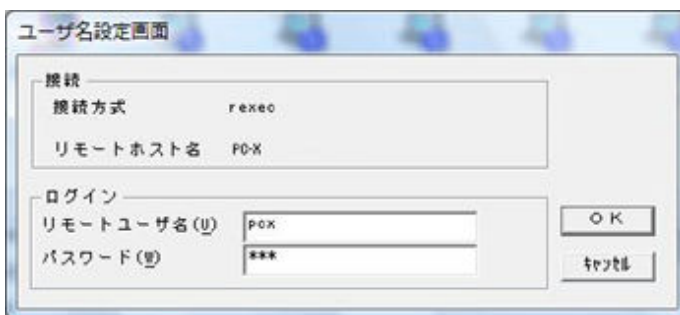 ユーザ名設定画面
接続
接続方式 rexec
リモートホスト名 PC-X
ログイン
リモートユーザ名(U) pcx
パスワード(W) ***
OK
ｷｬﾝｾﾙ